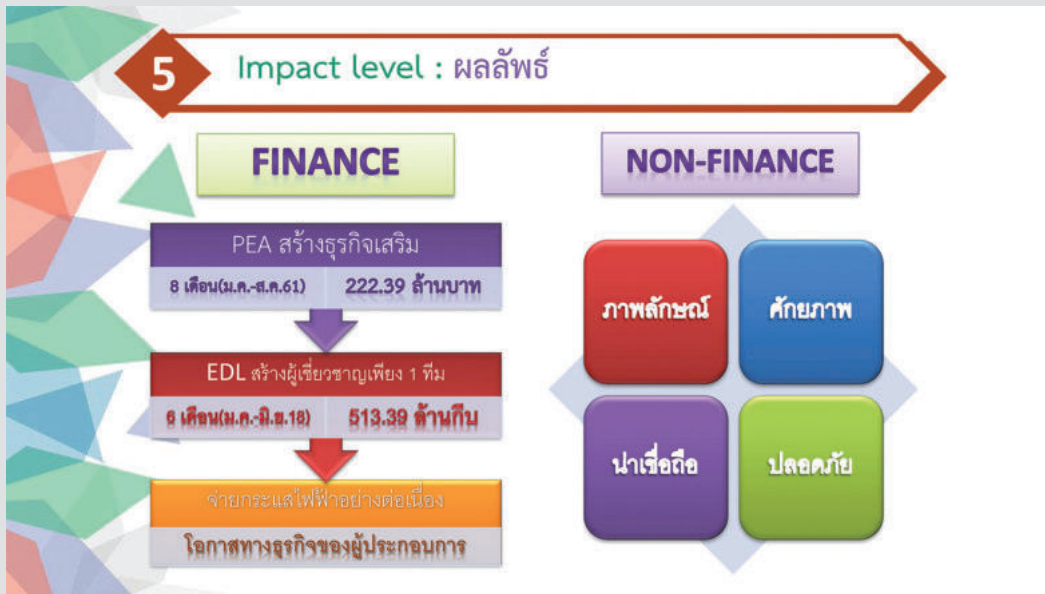 5
Impact level : ผลลัพธ์
FINANCE
PEA สร้างธุรกิจเสริม
8 เดือน(ม.ค.-ส.ค.61) 222.39 ล้านบาท
EDL สร้างผู้เชี่ยวชาญเพียง 1 ทีม
6 เดือน(ม.ค.-มิ.ย.18) 513.39 ล้านกีบ
จ่ายกระแสไฟฟ้าอย่างต่อเนื่อง
โอกาสทางธุรกิจของผู้ประกอบการ
NON-FINANCE
ภาพลักษณ์ ศักยภาพ
น่าเชื่อถือ ปลอดภัย